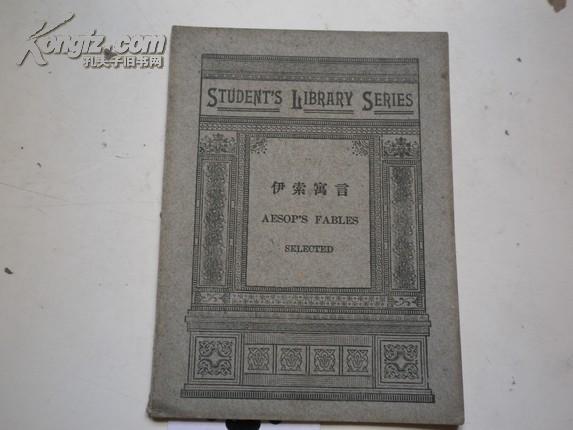 Kongfz.com
孔夫子旧书网
STUDENT'S LIBRARY SERIES
伊索寓言
AESOP'S FABLES
SELECTED